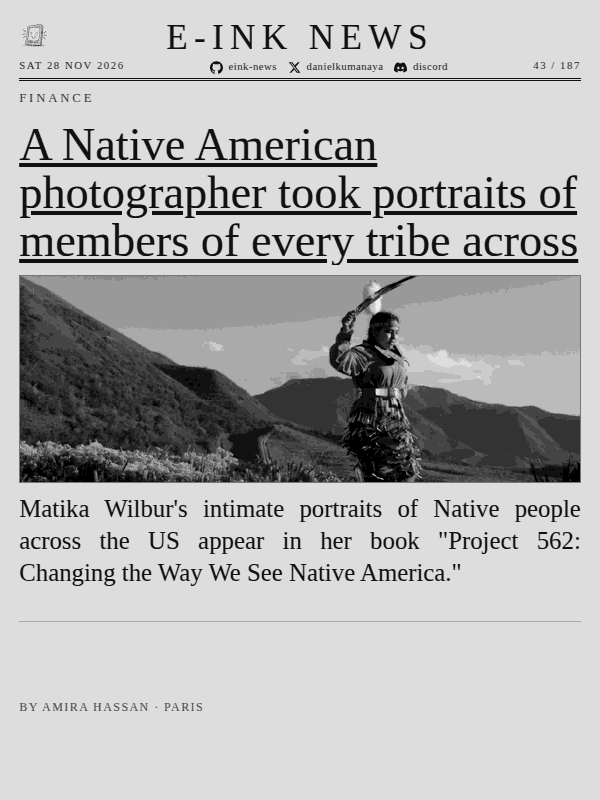 E-INK NEWS
SAT 28 NOV 2026
eink-news danielkumanaya discord
43 / 187
FINANCE
A Native American
photographer took portraits of
members of every tribe across
Matika Wilbur's intimate portraits of Native people
across the US appear in her book "Project 562:
Changing the Way We See Native America."
BY AMIRA HASSAN · PARIS